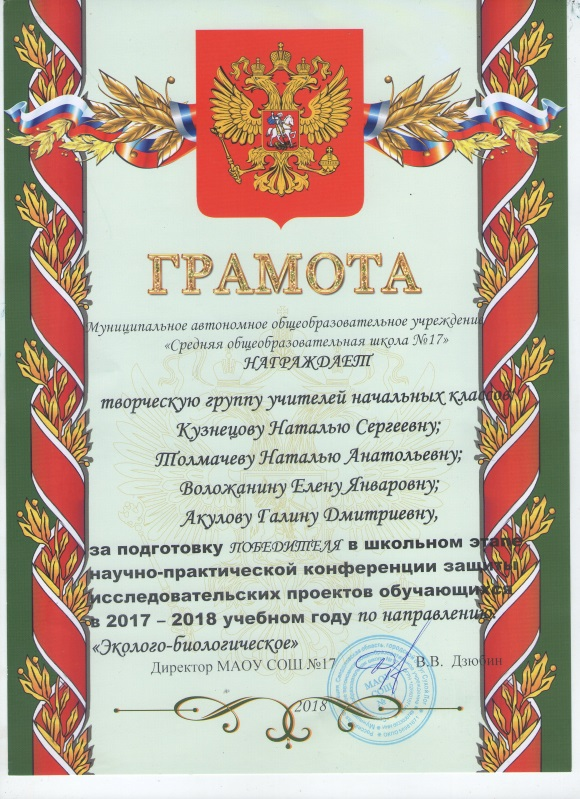 ГРАМОТА
Муниципальное автономное общеобразовательное учреждение
«Средняя общеобразовательная школа №17»
НАГРАЖДАЕТ
творческую группу учителей начальных классов:
Кузнецову Наталью Сергеевну;
Толмачеву Наталью Анатольевну;
Воложанину Елену Январовну;
Акулову Галину Дмитриевну,
за подготовку ПОБЕДИТЕЛЯ в школьном этапе
научно-практической конференции защиты
исследовательских проектов обучающихся
в 2017 – 2018 учебном году по направлению:
«Эколого-биологическое»
Директор МАОУ СОШ №17 В.В. Дзюбин
МАОУ
СОШ
2018